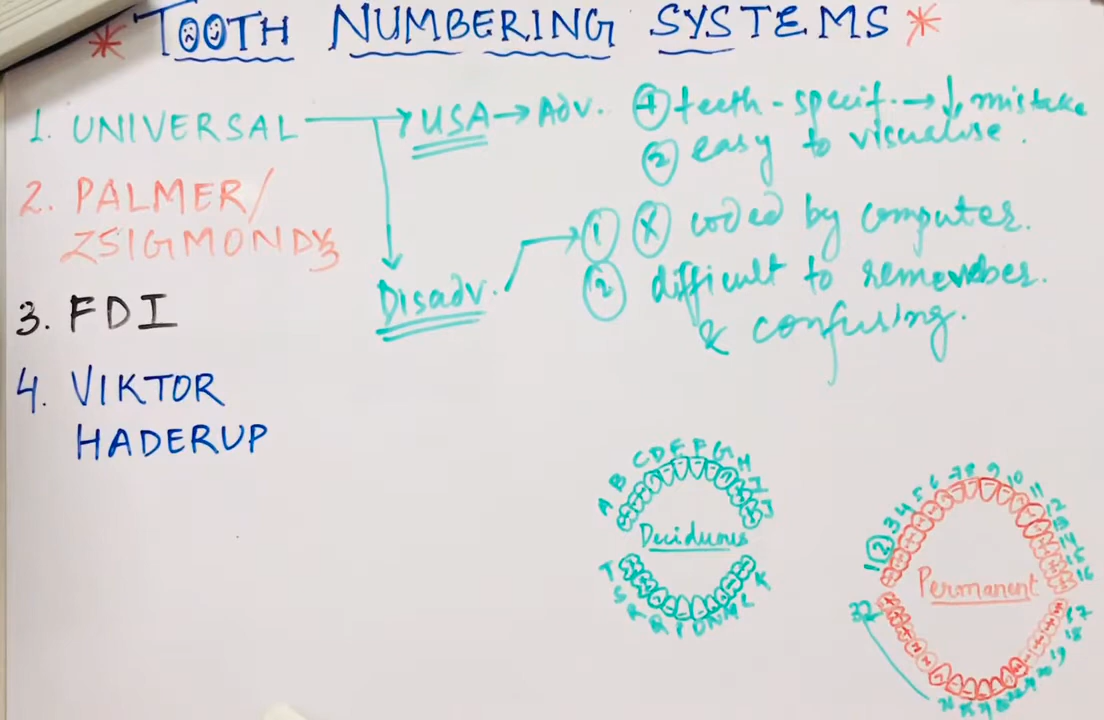 * TOOTH NUMBERING SYSTEMS *
1. UNIVERSAL → USA → Adv. ① teeth-specif. → ↓ mistake
② easy to visualise.
2. PALMER/
ZSIGMONDY
Disadv. → ① ⓧ coded by computer.
② difficult to remember.
& confusing.
3. FDI
4. VIKTOR
HADERUP
A B C D E F G H I J
Deciduous
T S R Q P O N M L K
1 2 3 4 5 6 7 8 9 10 11 12 13 14 15 16
Permanent
32 17 18 19 20